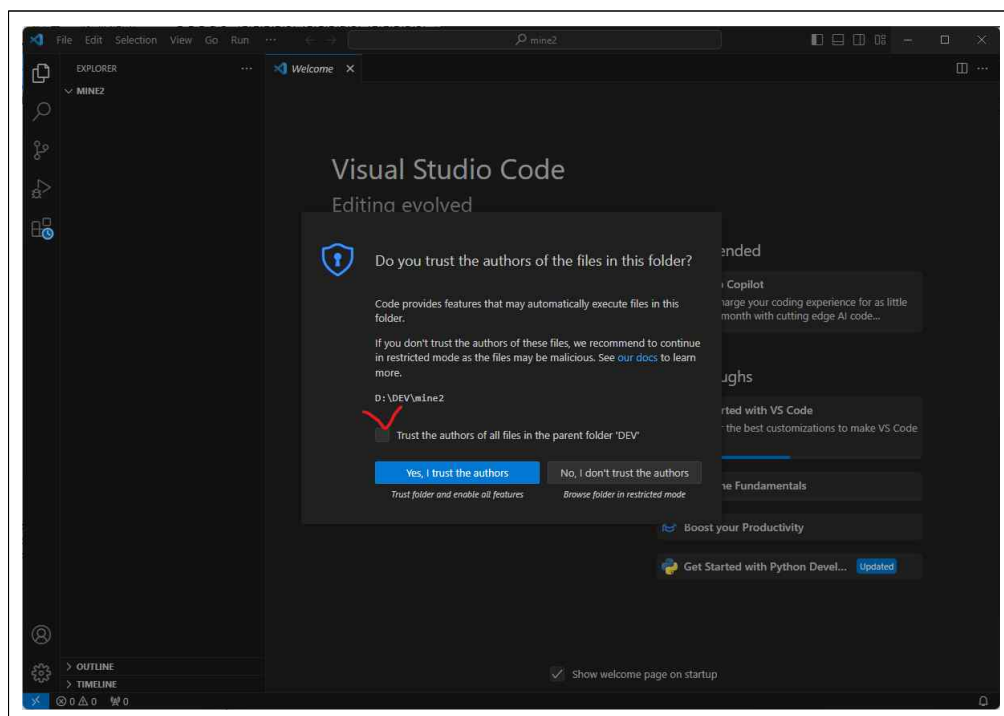 File Edit Selection View Go Run ··· mine2
EXPLORER ···
Welcome
MINE2
Visual Studio Code
Editing evolved
Do you trust the authors of the files in this folder?
Code provides features that may automatically execute files in this
folder.
If you don't trust the authors of these files, we recommend to continue
in restricted mode as the files may be malicious. See our docs to learn
more.
D:\DEV\mine2
Trust the authors of all files in the parent folder 'DEV'
Yes, I trust the authors
No, I don't trust the authors
Trust folder and enable all features
Browse folder in restricted mode
ended
Copilot
harge your coding experience for as little
month with cutting edge AI code...
ughs
rted with VS Code
the best customizations to make VS Code
ne Fundamentals
Boost your Productivity
Get Started with Python Devel... Updated
Show welcome page on startup
OUTLINE
TIMELINE
0 0 0